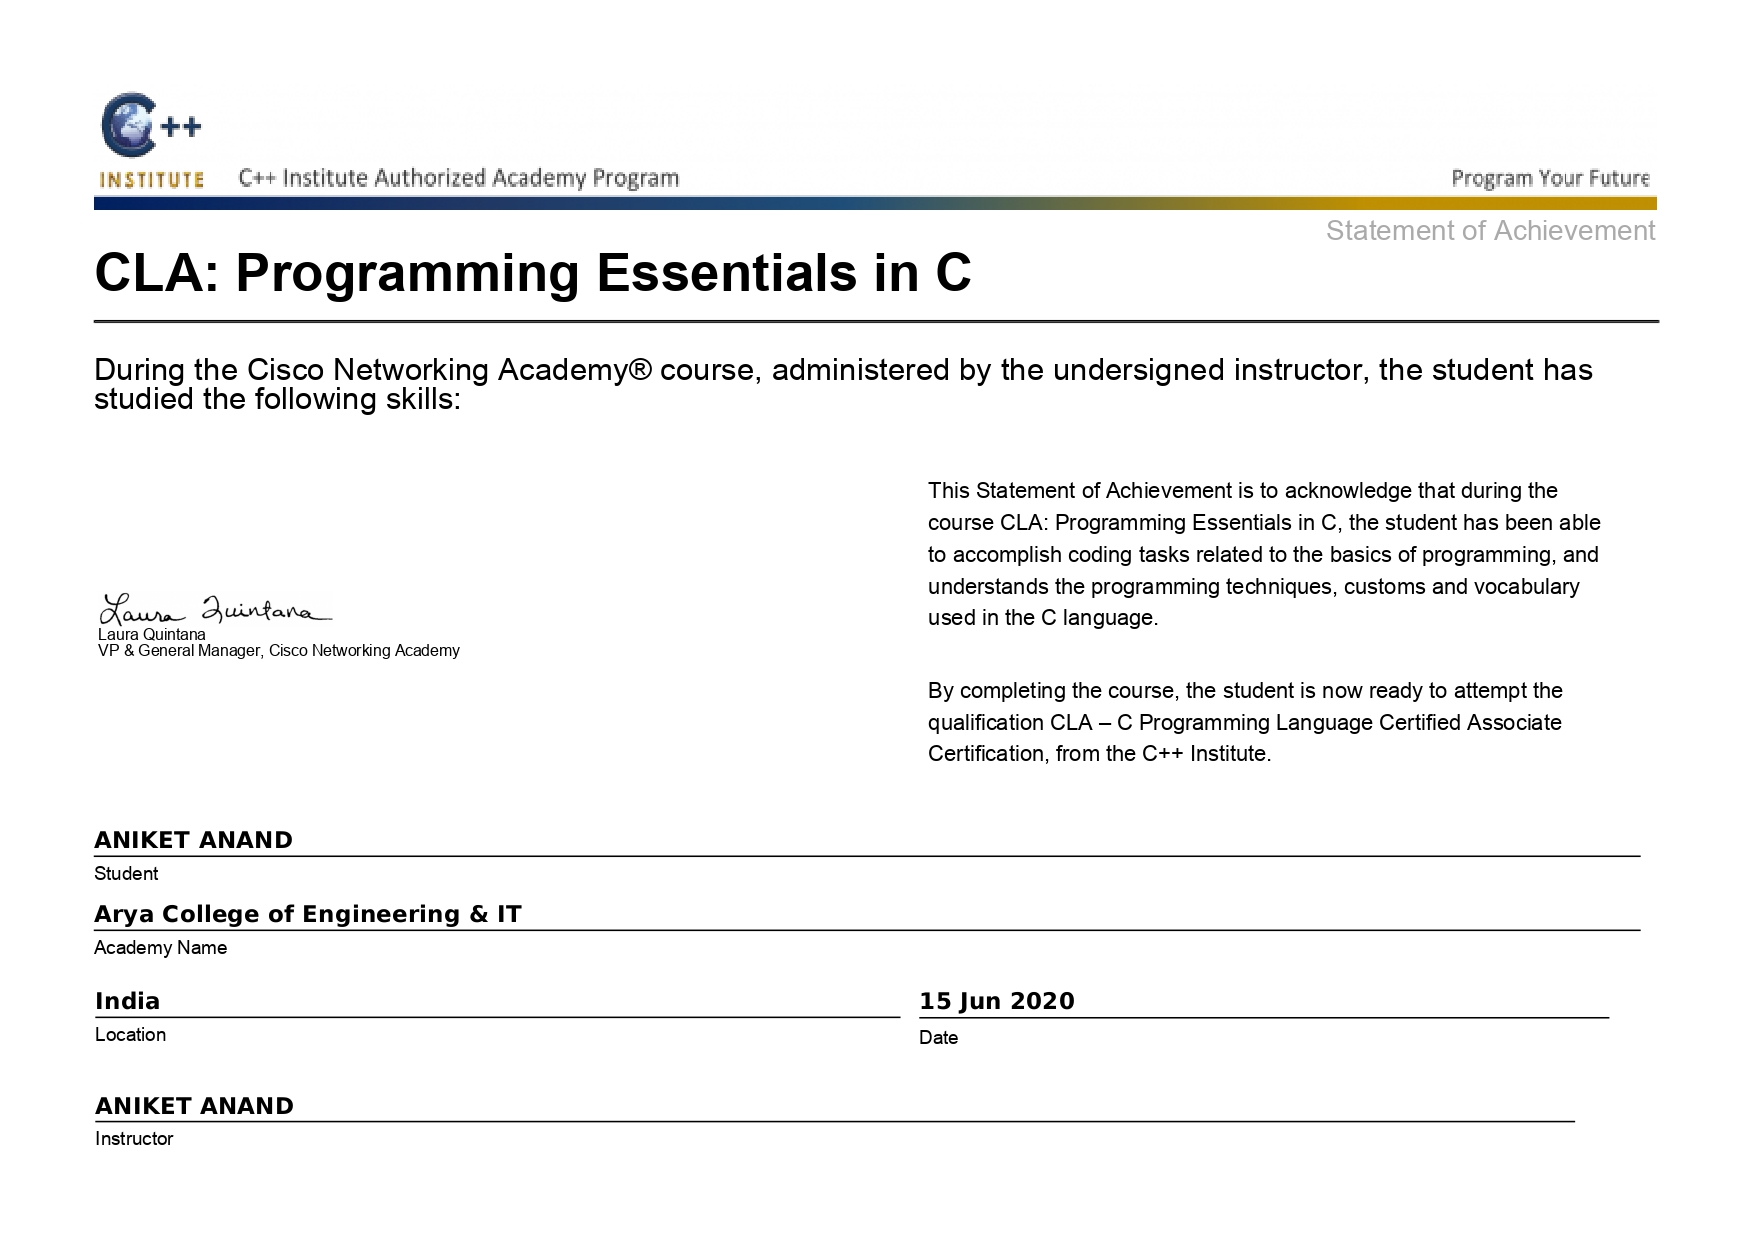 C++
INSTITUTE
C++ Institute Authorized Academy Program
Program Your Future
Statement of Achievement
CLA: Programming Essentials in C
During the Cisco Networking Academy® course, administered by the undersigned instructor, the student has
studied the following skills:
This Statement of Achievement is to acknowledge that during the
course CLA: Programming Essentials in C, the student has been able
to accomplish coding tasks related to the basics of programming, and
understands the programming techniques, customs and vocabulary
used in the C language.
Laura Quintana
Laura Quintana
VP & General Manager, Cisco Networking Academy
By completing the course, the student is now ready to attempt the
qualification CLA – C Programming Language Certified Associate
Certification, from the C++ Institute.
ANIKET ANAND
Student
Arya College of Engineering & IT
Academy Name
India
Location
15 Jun 2020
Date
ANIKET ANAND
Instructor